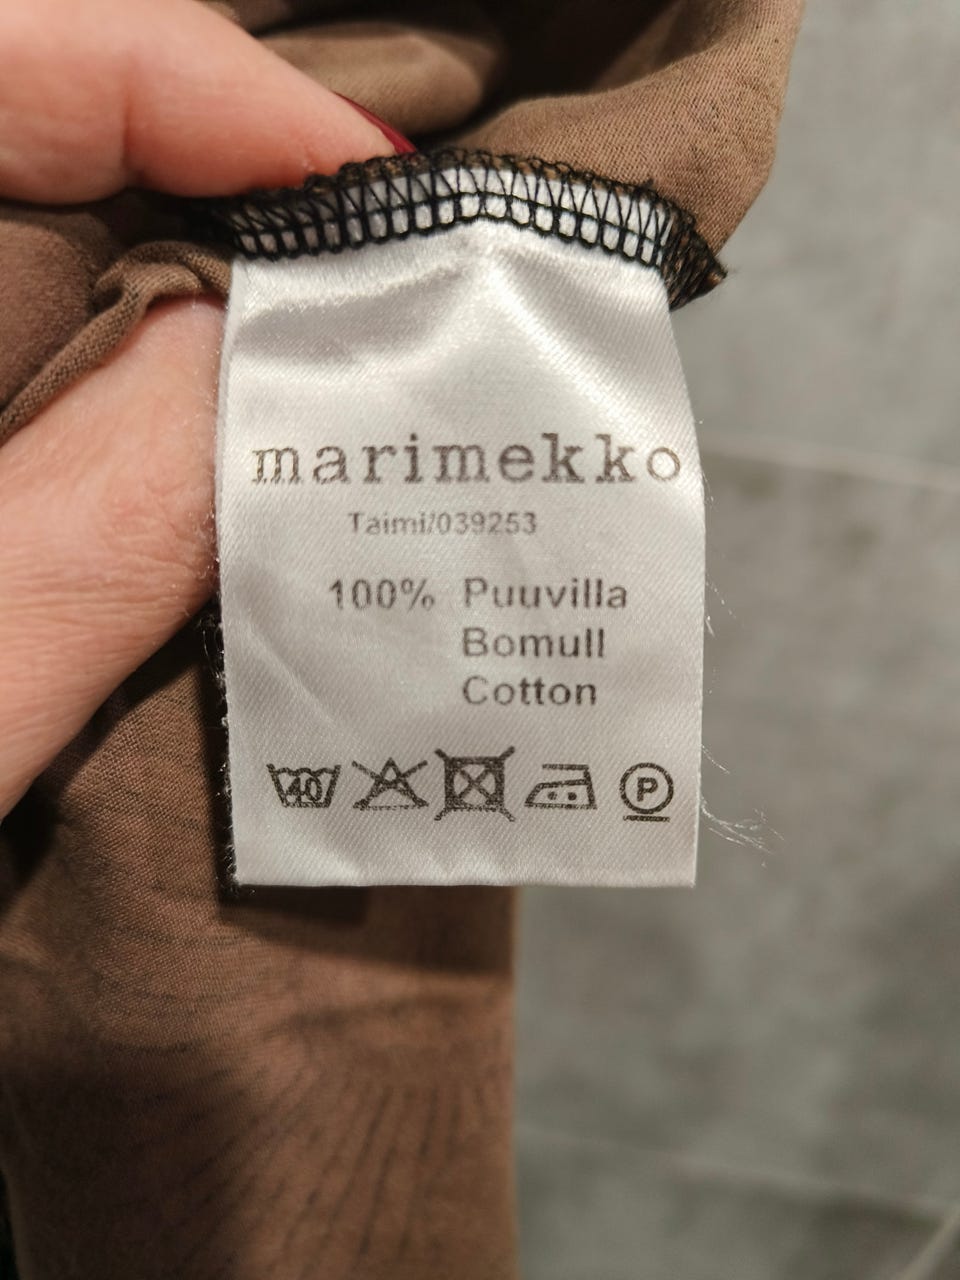 marimekko
Taimi/039253
100% Puuvilla
Bomull
Cotton
40
P